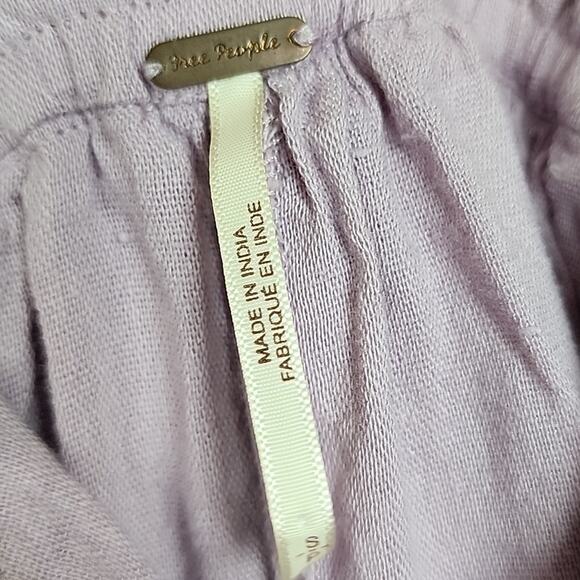 Free People
MADE IN INDIA
FABRIQUÉ EN INDE